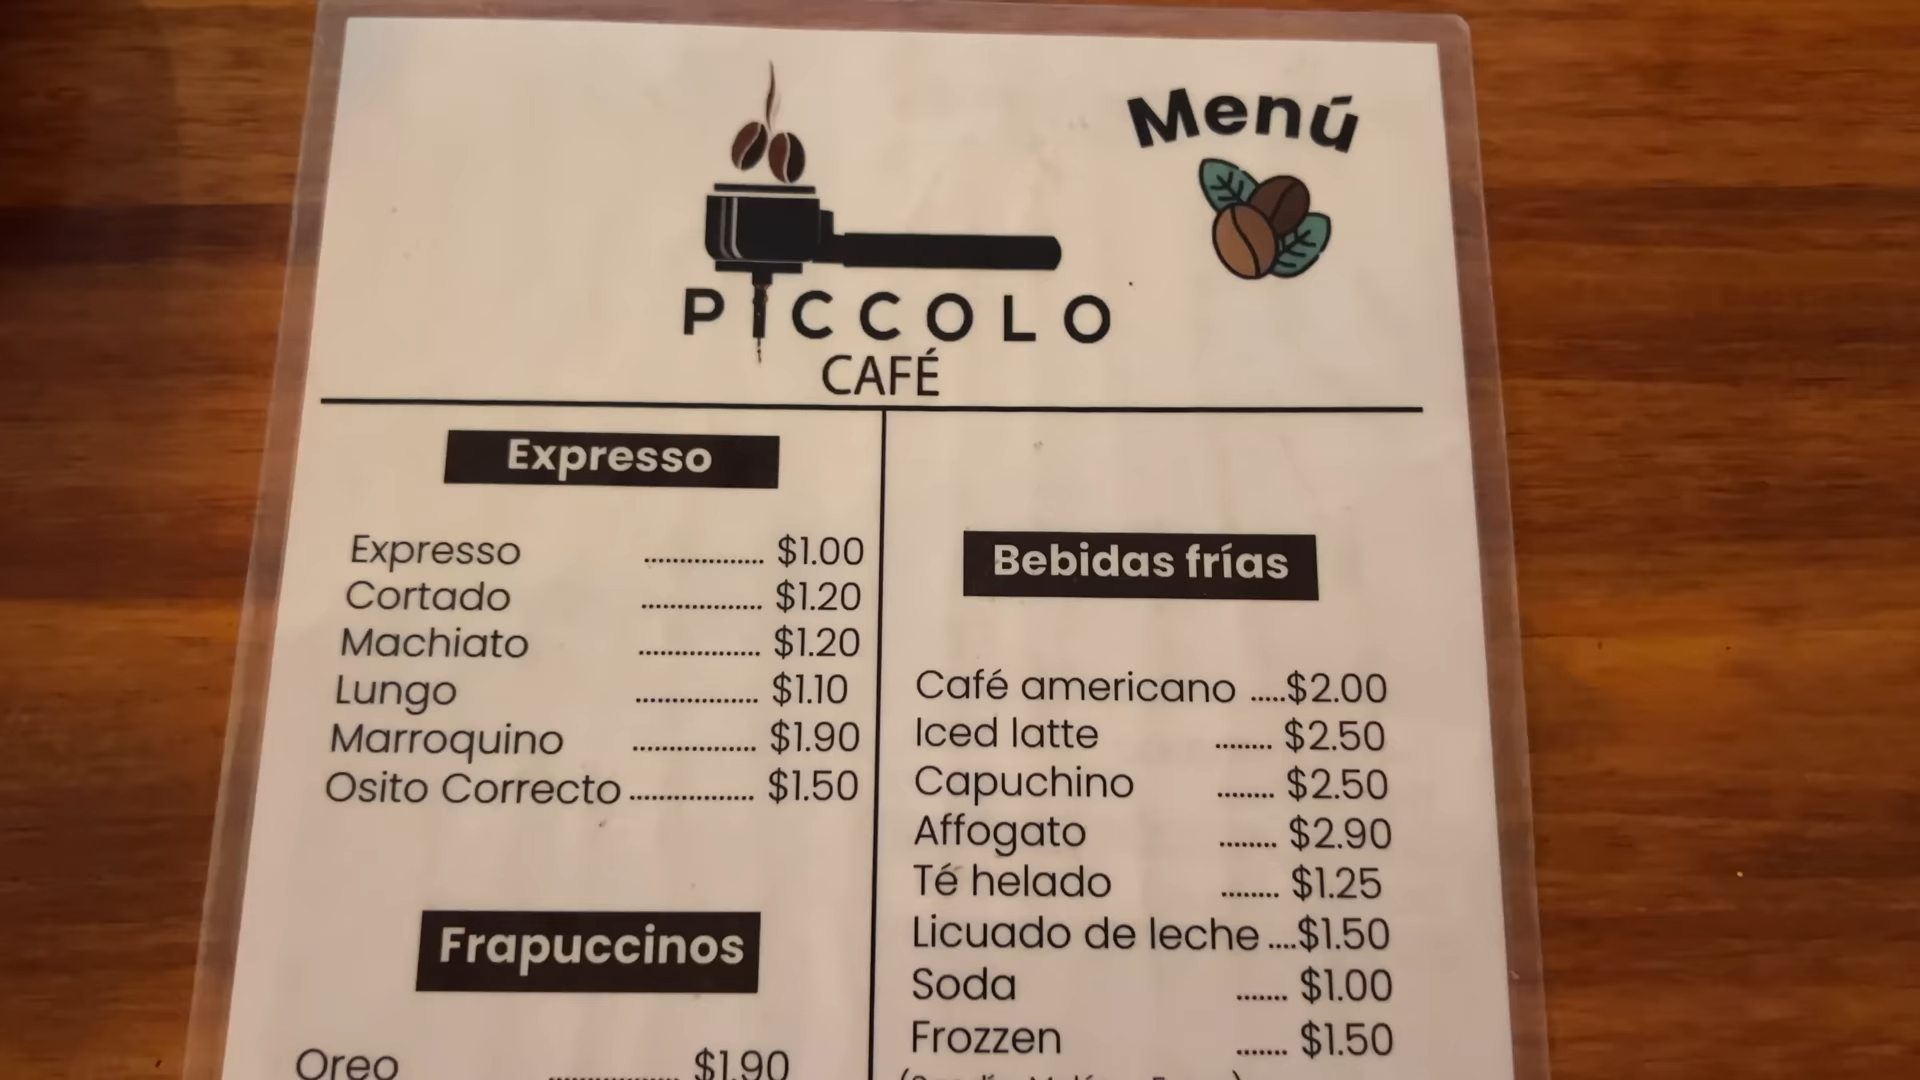 Menú
PICCOLO
CAFÉ
Expresso
Expresso ................. $1.00
Cortado ................. $1.20
Machiato ................. $1.20
Lungo ................. $1.10
Marroquino ................. $1.90
Osito Correcto ................. $1.50
Frapuccinos
Oreo ................. $1.90
Bebidas frías
Café americano .....$2.00
Iced latte ........ $2.50
Capuchino ........ $2.50
Affogato ........ $2.90
Té helado ........ $1.25
Licuado de leche ....$1.50
Soda ....... $1.00
Frozzen ....... $1.50